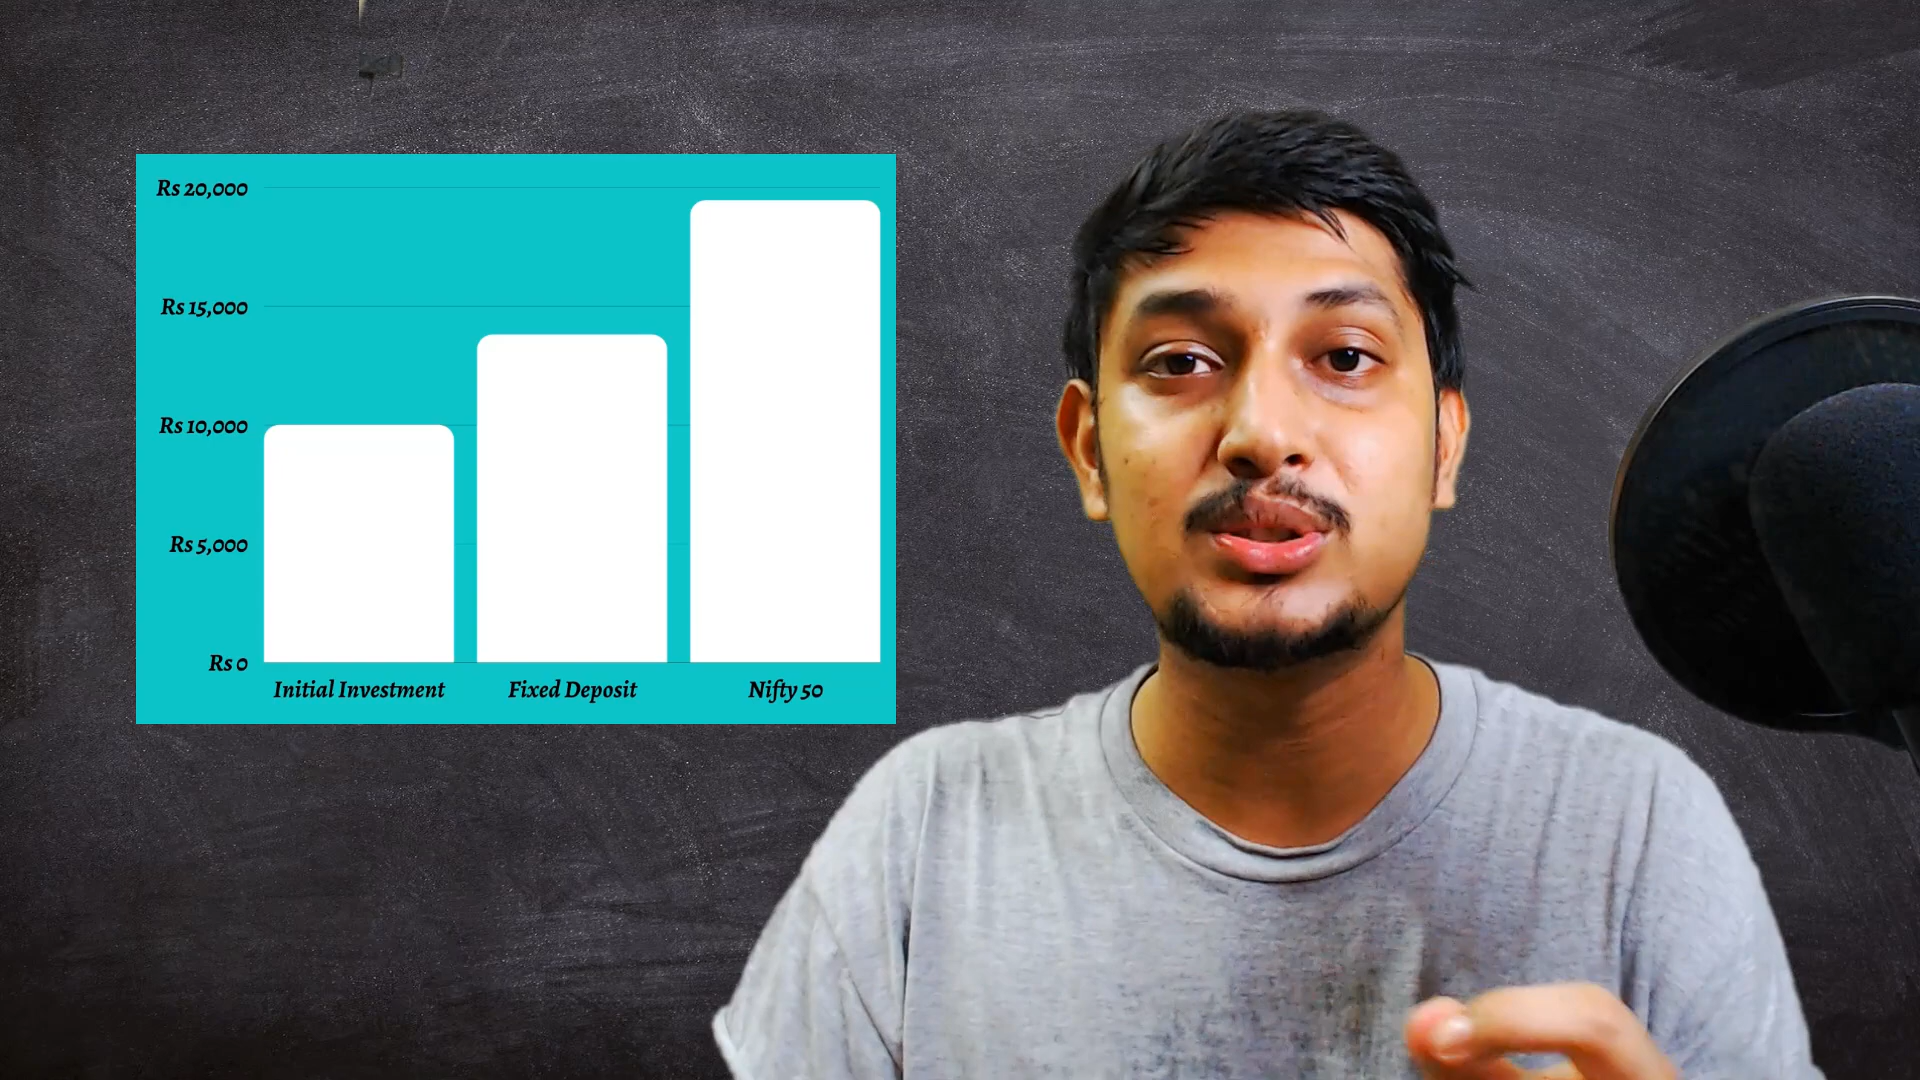 Rs 20,000
Rs 15,000
Rs 10,000
Rs 5,000
Rs 0
Initial Investment Fixed Deposit Nifty 50